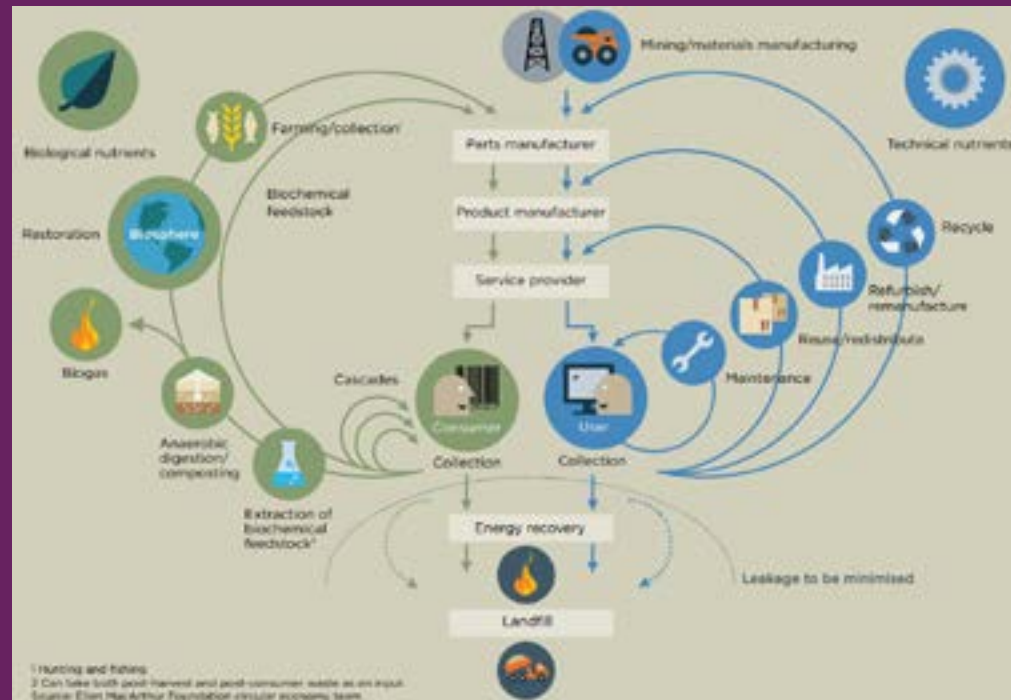 Mining/materials manufacturing
Biological nutrients
Farming/collection¹
Technical nutrients
Parts manufacturer
Biochemical
feedstock
Product manufacturer
Restoration
Biosphere
Recycle
Service provider
Refurbish/
remanufacture
Reuse/redistribute
Biogas
Cascades
Maintenance
Consumer
User
Anaerobic
digestion/
composting
Collection
Collection
Extraction of
biochemical
feedstock²
Energy recovery
Leakage to be minimised
Landfill
1 Hunting and fishing
2 Can take both post-harvest and post-consumer waste as an input
Source: Ellen MacArthur Foundation circular economy team